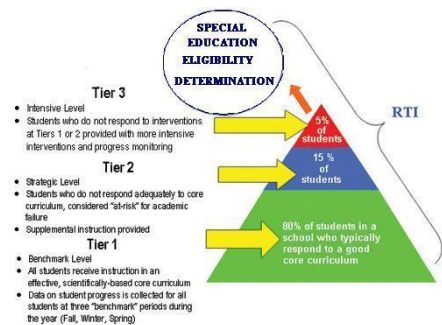 SPECIAL
EDUCATION
ELIGIBILITY
DETERMINATION
Tier 3
• Intensive Level
• Students who do not respond to interventions
at Tiers 1 or 2 provided with more intensive
interventions and progress monitoring
Tier 2
• Strategic Level
• Students who do not respond adequately to core
curriculum, considered "at-risk" for academic
failure
• Supplemental instruction provided
Tier 1
• Benchmark Level
• All students receive instruction in an
effective, scientifically-based core curriculum
• Data on student progress is collected for all
students at three "benchmark" periods during
the year (Fall, Winter, Spring)
5%
of
students
15 %
of
students
80% of students in a
school who typically
respond to a good
core curriculum
RTI